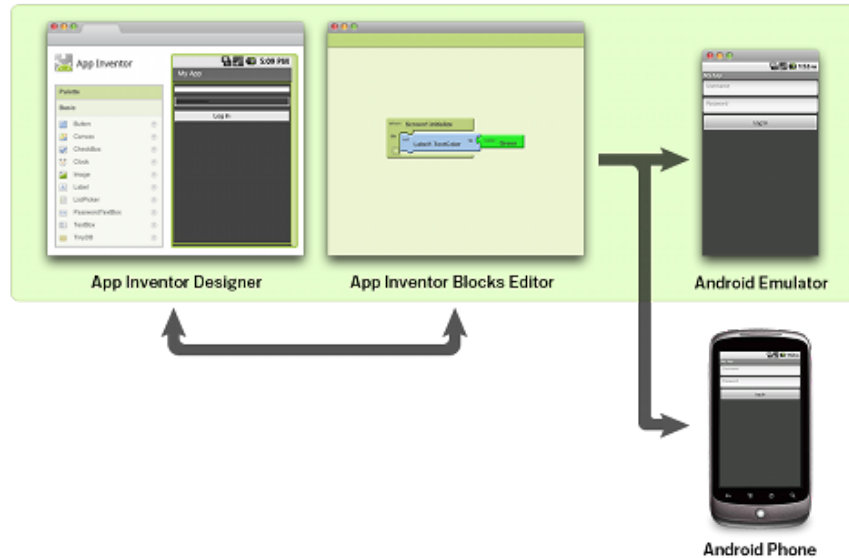 App Inventor
5:09 PM
My App
Palette
Basic
Log In
Button
Canvas
CheckBox
Clock
Image
Label
ListPicker
PasswordTextBox
TextBox
TinyDB
App Inventor Designer
App Inventor Blocks Editor
Username
Password
Log In
Android Emulator
Android Phone